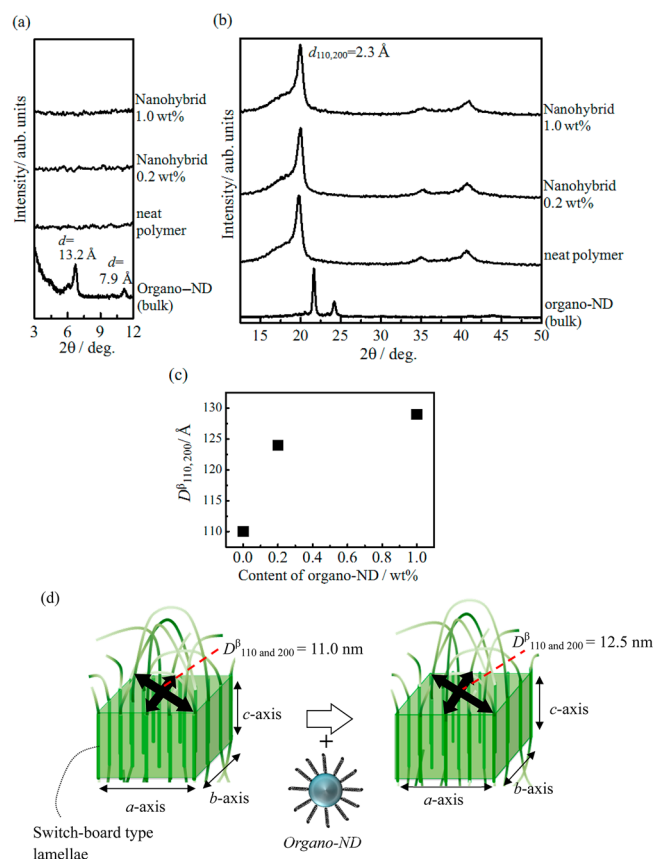 (a)
Intensity/ aub. units
Nanohybrid
1.0 wt%
Nanohybrid
0.2 wt%
neat
polymer
d=
13.2 Å
d=
7.9 Å
Organo−ND
(bulk)
3 6 9 12
2θ / deg.
(b)
Intensity/ aub. units
d110,200=2.3 Å
Nanohybrid
1.0 wt%
Nanohybrid
0.2 wt%
neat polymer
organo-ND
(bulk)
20 25 30 35 40 45 50
2θ / deg.
(c)
Dβ110,200/ Å
130
125
120
115
110
0.0 0.2 0.4 0.6 0.8 1.0
Content of organo-ND / wt%
(d)
Dβ110 and 200 = 11.0 nm
c-axis
b-axis
a-axis
Switch-board type
lamellae
+
Organo-ND
Dβ110 and 200 = 12.5 nm
c-axis
b-axis
a-axis